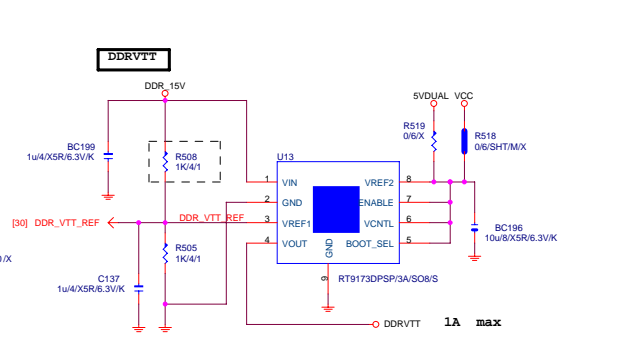 DDRVTT
DDR_15V
5VDUAL VCC
BC199
1u/4/X5R/6.3V/K
R508
1K/4/1
R519
0/6/X
R518
0/6/SHT/M/X
U13
1 VIN
2 GND
3 VREF1
4 VOUT
VREF2 8
ENABLE 7
VCNTL 6
BOOT_SEL 5
GND
9
RT9173DPSP/3A/SO8/S
[30] DDR_VTT_REF
DDR_VTT_REF
BC196
10u/8/X5R/6.3V/K
R505
1K/4/1
/X
C137
1u/4/X5R/6.3V/K
DDRVTT
1A max